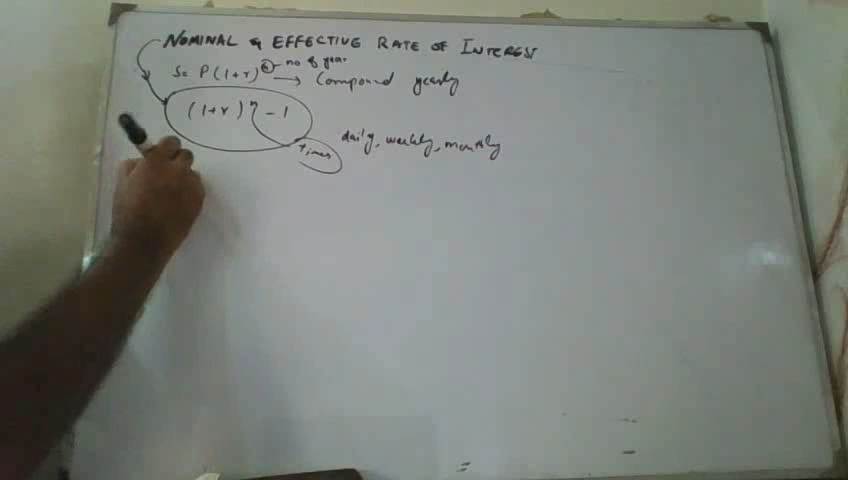 NOMINAL & EFFECTIVE RATE OF INTEREST
S= P(1+r)ⁿ – no of year → Compound yearly
(1+r)ⁿ – 1
times daily, weekly, monthly